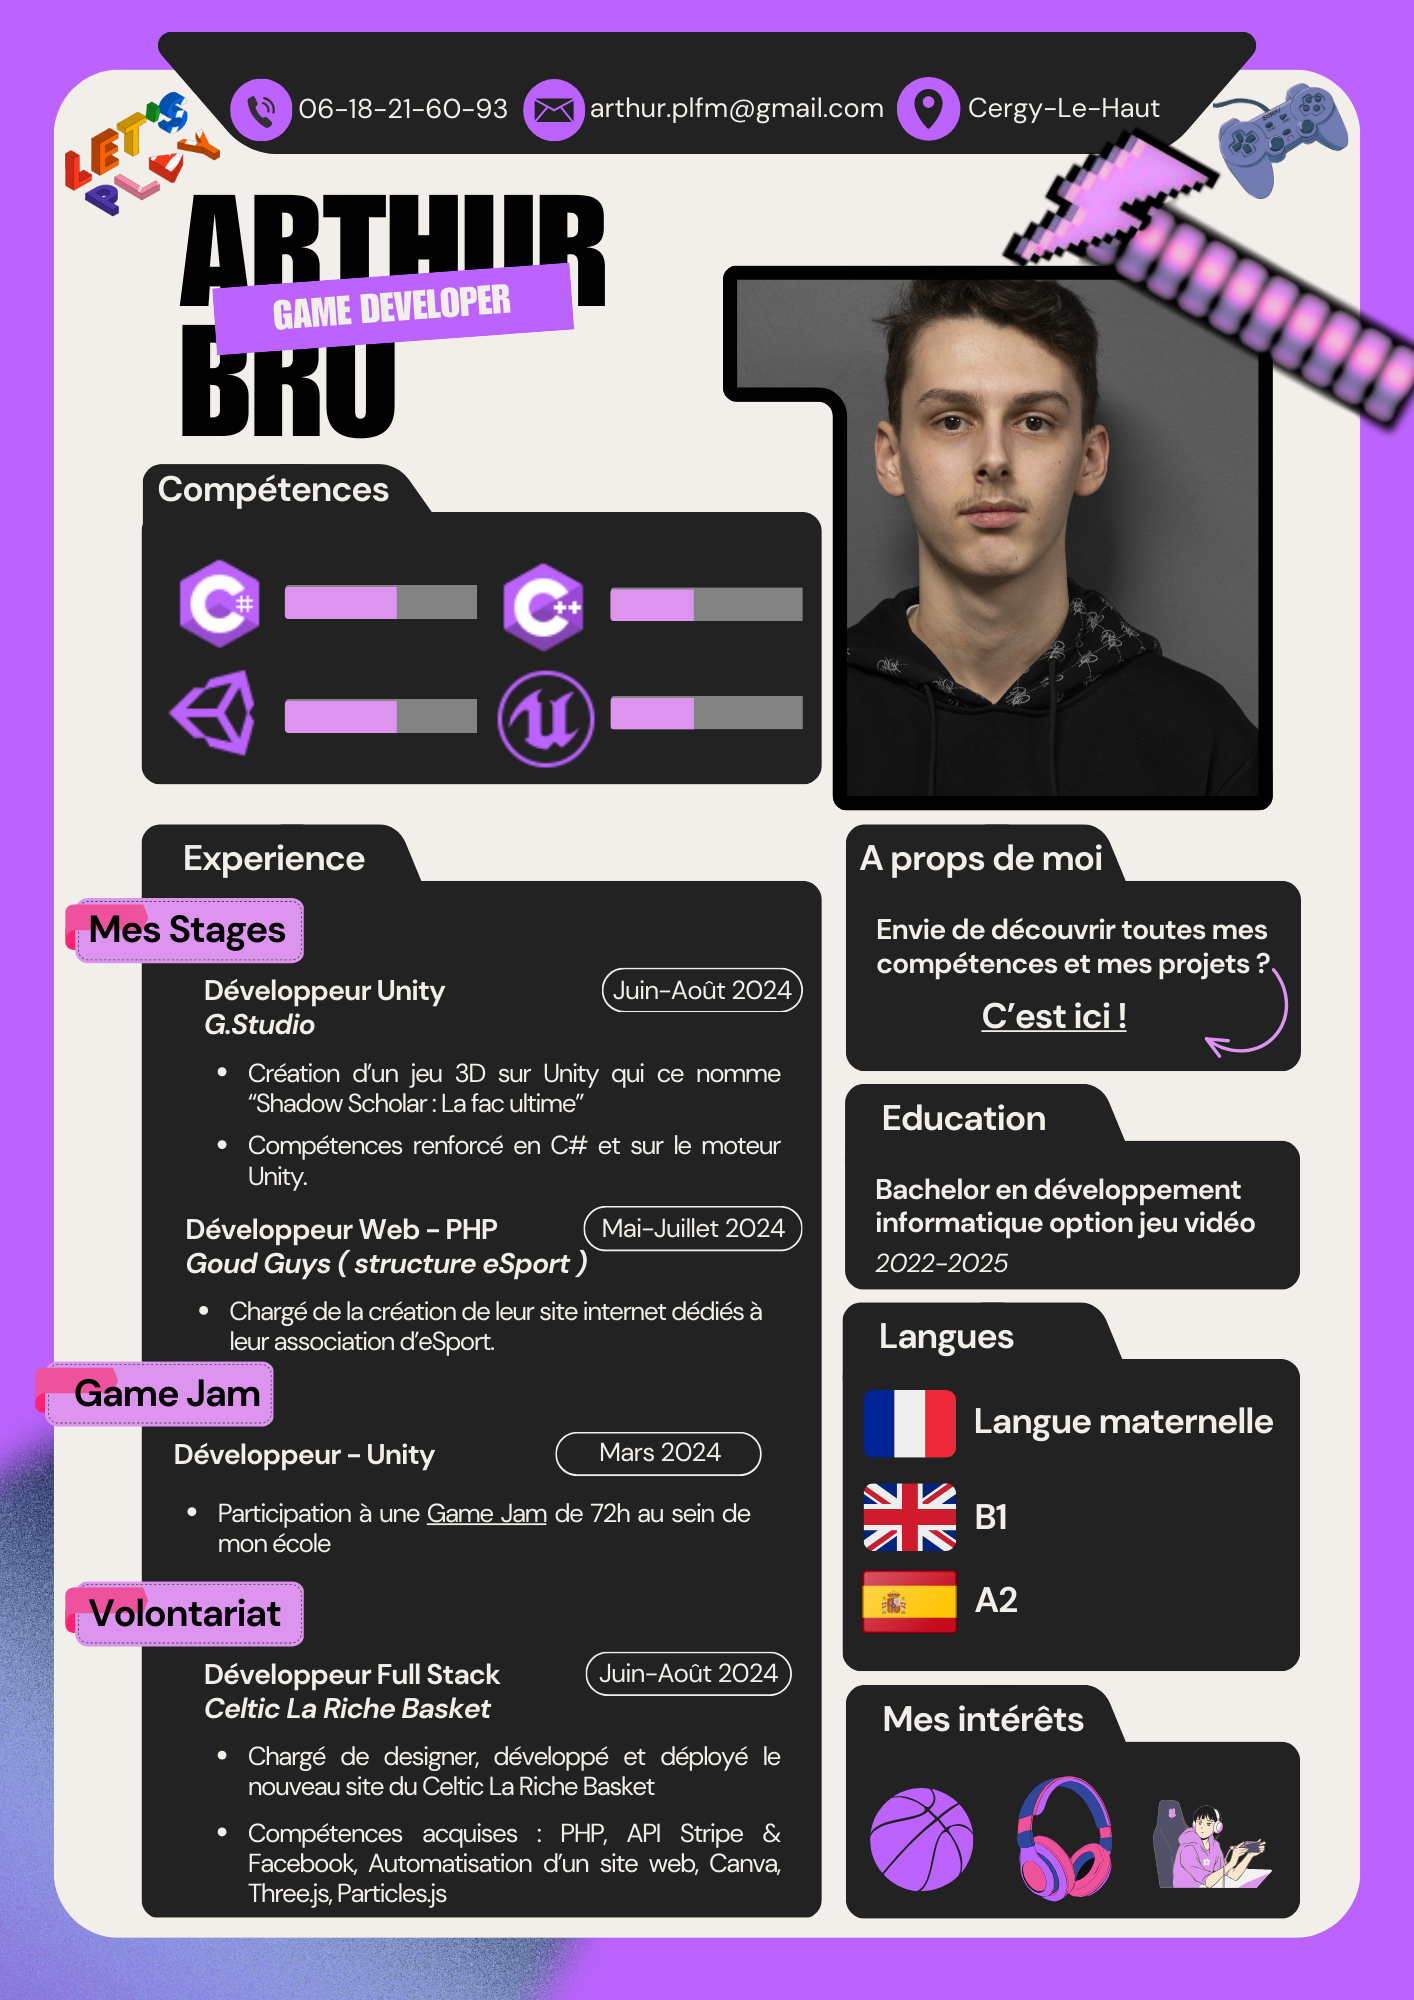 06-18-21-60-93
arthur.plfm@gmail.com
Cergy-Le-Haut
LET'S
PLAY
ARTHUR
GAME DEVELOPER
BRU
Compétences
C#
C++
Experience
Mes Stages
Développeur Unity
Juin-Août 2024
G.Studio
• Création d'un jeu 3D sur Unity qui ce nomme
“Shadow Scholar : La fac ultime”
• Compétences renforcé en C# et sur le moteur
Unity.
Développeur Web - PHP
Mai-Juillet 2024
Goud Guys ( structure eSport )
• Chargé de la création de leur site internet dédiés à
leur association d'eSport.
Game Jam
Développeur - Unity
Mars 2024
• Participation à une Game Jam de 72h au sein de
mon école
Volontariat
Développeur Full Stack
Juin-Août 2024
Celtic La Riche Basket
• Chargé de designer, développé et déployé le
nouveau site du Celtic La Riche Basket
• Compétences acquises : PHP, API Stripe &
Facebook, Automatisation d'un site web, Canva,
Three.js, Particles.js
A props de moi
Envie de découvrir toutes mes
compétences et mes projets ?
C'est ici !
Education
Bachelor en développement
informatique option jeu vidéo
2022-2025
Langues
Langue maternelle
B1
A2
Mes intérêts